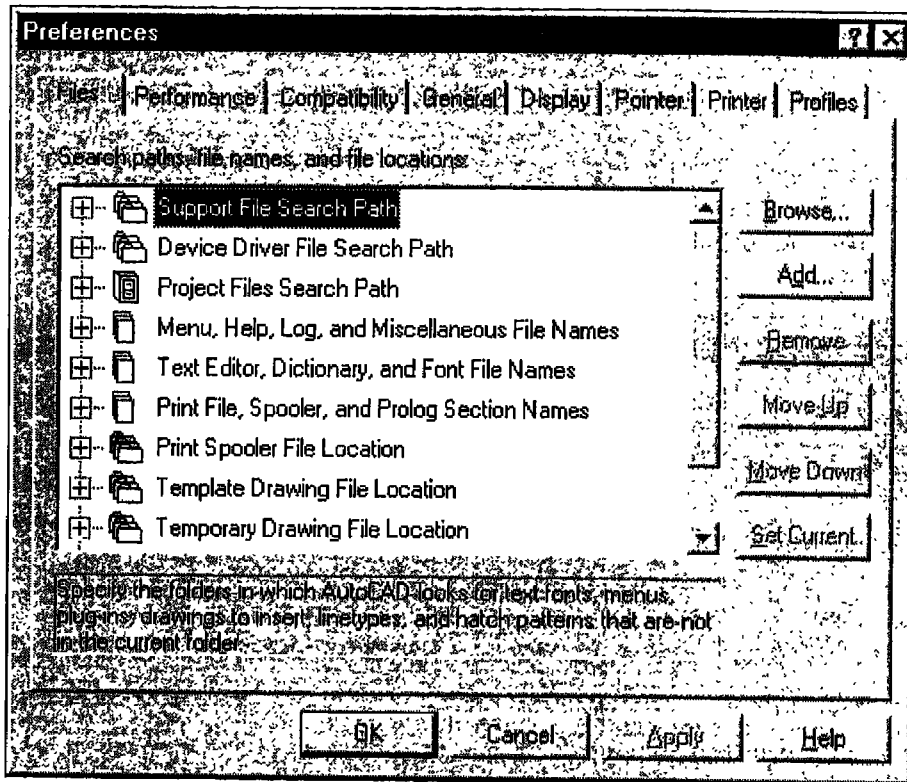 Preferences
Files Performance Compatibility General Display Pointer Printer Profiles
Search paths, file names, and file locations:
Support File Search Path
Device Driver File Search Path
Project Files Search Path
Menu, Help, Log, and Miscellaneous File Names
Text Editor, Dictionary, and Font File Names
Print File, Spooler, and Prolog Section Names
Print Spooler File Location
Template Drawing File Location
Temporary Drawing File Location
Browse...
Add...
Remove
Move Up
Move Down
Set Current
Specify the folders in which AutoCAD looks for text fonts, menus,
plug-ins, drawings to insert, linetypes, and hatch patterns that are not
in the current folder.
OK Cancel Apply Help